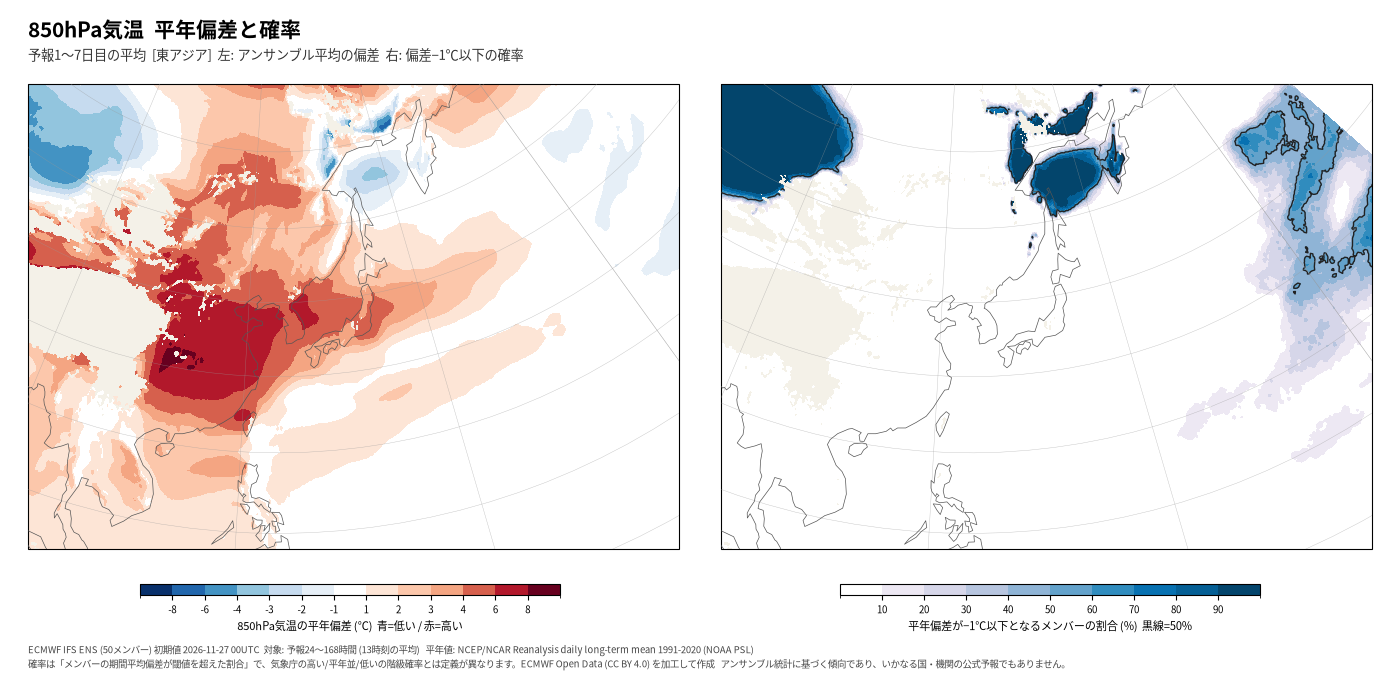 850hPa気温 平年偏差と確率
予報1～7日目の平均 [東アジア] 左: アンサンブル平均の偏差 右: 偏差−1℃以下の確率
-8 -6 -4 -3 -2 -1 1 2 3 4 6 8
850hPa気温の平年偏差 (℃) 青=低い / 赤=高い
10 20 30 40 50 60 70 80 90
平年偏差が−1℃以下となるメンバーの割合 (%) 黒線=50%
ECMWF IFS ENS (50メンバー) 初期値 2026-11-27 00UTC 対象: 予報24～168時間 (13時刻の平均) 平年値: NCEP/NCAR Reanalysis daily long-term mean 1991-2020 (NOAA PSL)
確率は「メンバーの期間平均偏差が閾値を超えた割合」で、気象庁の高い/平年並/低いの階級確率とは定義が異なります。ECMWF Open Data (CC BY 4.0) を加工して作成 アンサンブル統計に基づく傾向であり、いかなる国・機関の公式予報でもありません。